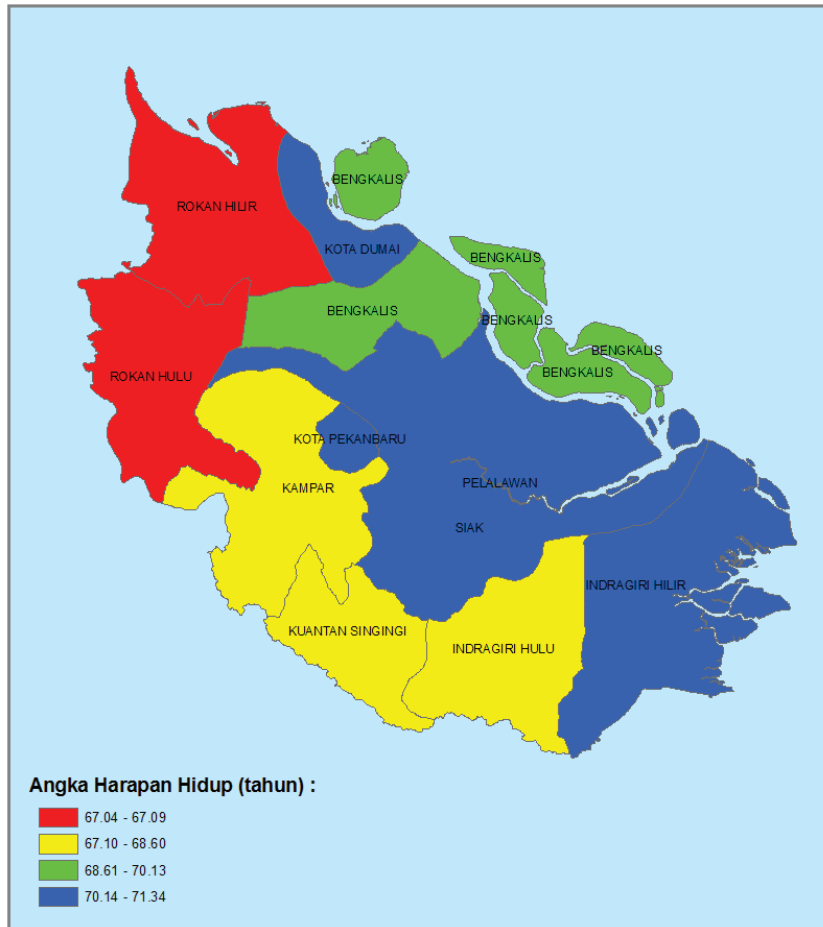 BENGKALIS
ROKAN HILIR
KOTA DUMAI
BENGKALIS
BENGKALIS
BENGKALIS
BENGKALIS
BENGKALIS
ROKAN HULU
KOTA PEKANBARU
KAMPAR
PELALAWAN
SIAK
INDRAGIRI HILIR
KUANTAN SINGINGI
INDRAGIRI HULU
Angka Harapan Hidup (tahun) :
67.04 - 67.09
67.10 - 68.60
68.61 - 70.13
70.14 - 71.34